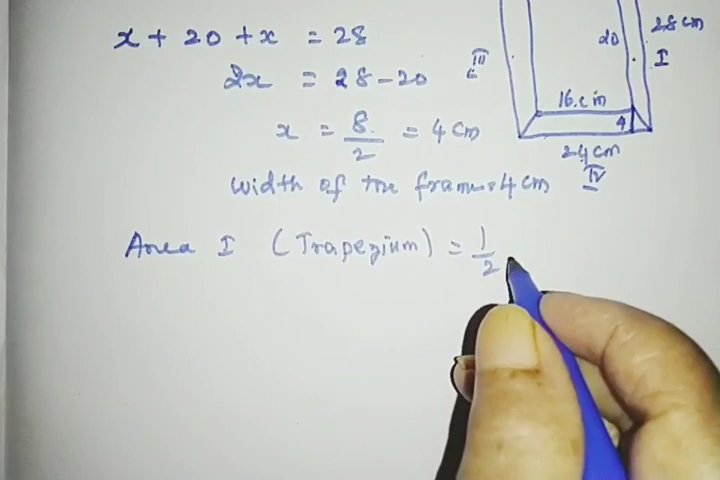 x + 20 + x = 28
2x = 28 - 20
x = 8/2 = 4 cm
width of the frame = 4 cm
Area I (Trapezium) = 1/2
20
28 cm
I
III
16 cm
4
24 cm
IV